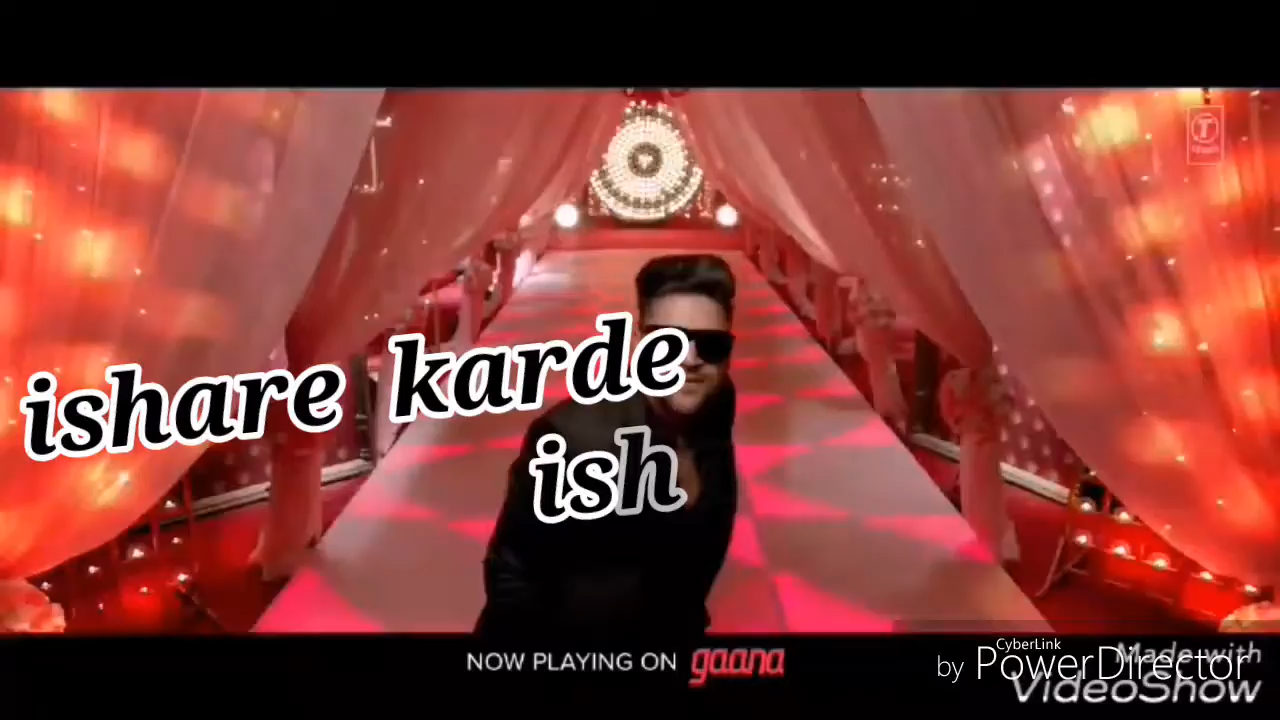 ishare karde
ish
NOW PLAYING ON gaana
CyberLink
by PowerDirector
Made with
VideoShow